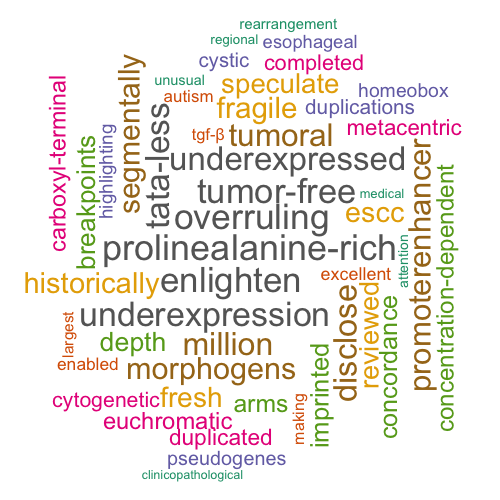 rearrangement
regional esophageal
cystic completed
unusual speculate homeobox
autism fragile duplications
tgf-β tumoral metacentric
segmentally
carboxyl-terminal
highlighting
breakpoints
tata-less
underexpressed
tumor-free medical
overruling escc
prolinealanine-rich
historically enlighten excellent
attention
promoterenhancer
concentration-dependent
underexpression
largest
depth million
enabled morphogens
disclose
reviewed
concordance
imprinted
making
cytogenetic fresh arms
euchromatic
duplicated
pseudogenes
clinicopathological